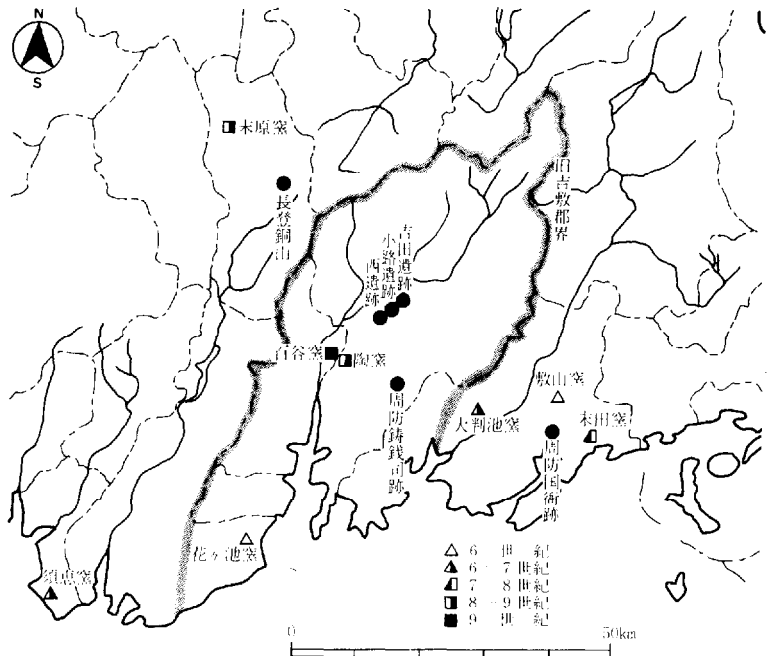 N
S
末原窯
長登銅山
旧吉敷郡界
吉田遺跡
小路遺跡
西遺跡
百谷窯
陶窯
周防鋳銭司跡
敷山窯
大判池窯
末田窯
周防国衙跡
花ヶ池窯
須恵窯
△ 6 世紀
6 - 7 世紀
7 - 8 世紀
8 - 9 世紀
■ 9 世紀
0 50km